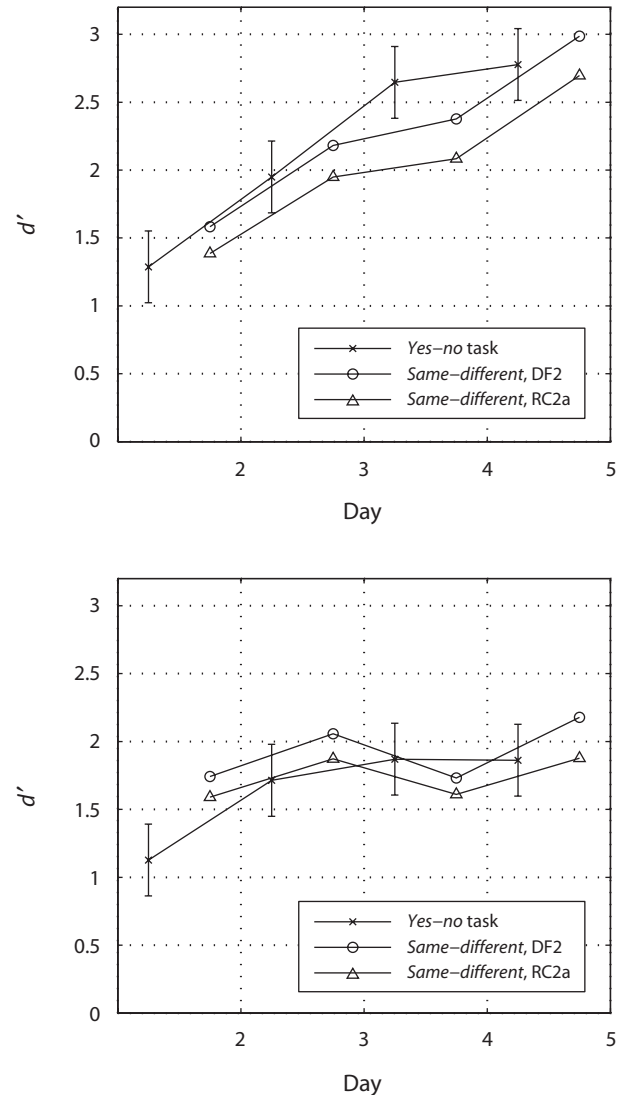 3
2.5
2
1.5
1
0.5
0
d′
2 3 4 5
Day
Yes–no task
Same–different, DF2
Same–different, RC2a
3
2.5
2
1.5
1
0.5
0
d′
2 3 4 5
Day
Yes–no task
Same–different, DF2
Same–different, RC2a